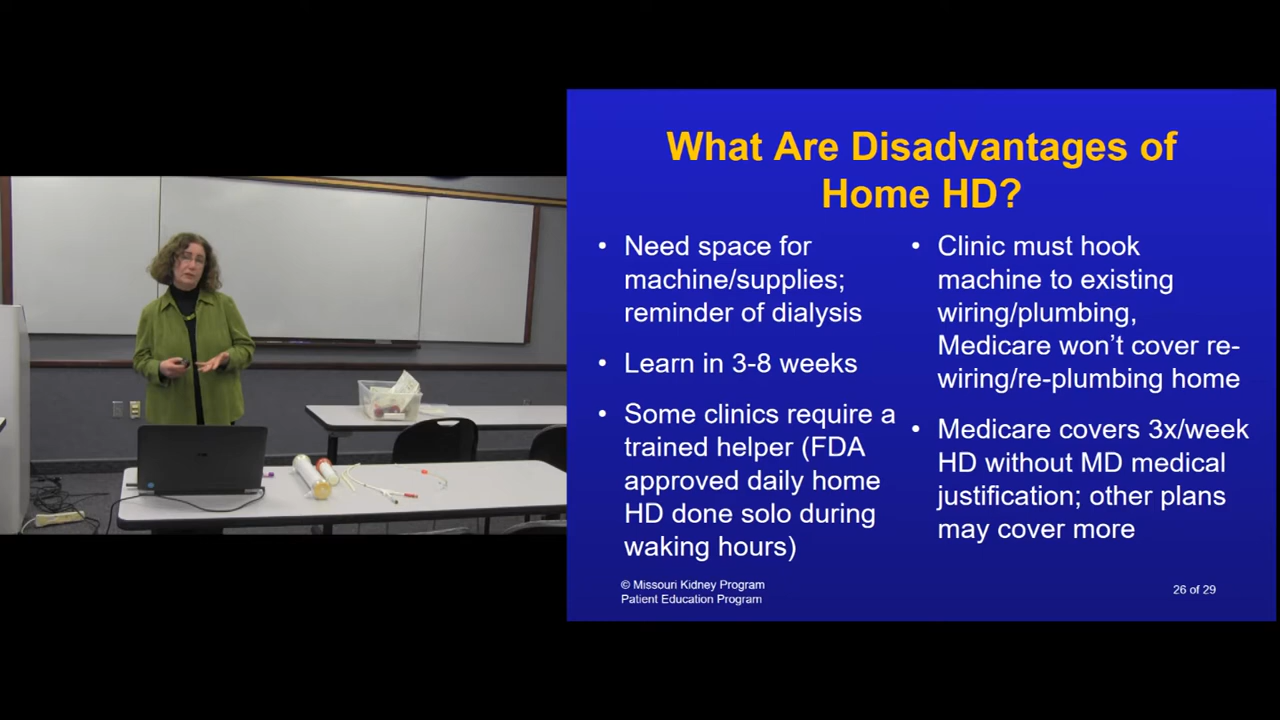 What Are Disadvantages of
Home HD?
• Need space for
machine/supplies;
reminder of dialysis
• Learn in 3-8 weeks
• Some clinics require a
trained helper (FDA
approved daily home
HD done solo during
waking hours)
• Clinic must hook
machine to existing
wiring/plumbing,
Medicare won’t cover re-
wiring/re-plumbing home
• Medicare covers 3x/week
HD without MD medical
justification; other plans
may cover more
© Missouri Kidney Program
Patient Education Program
26 of 29